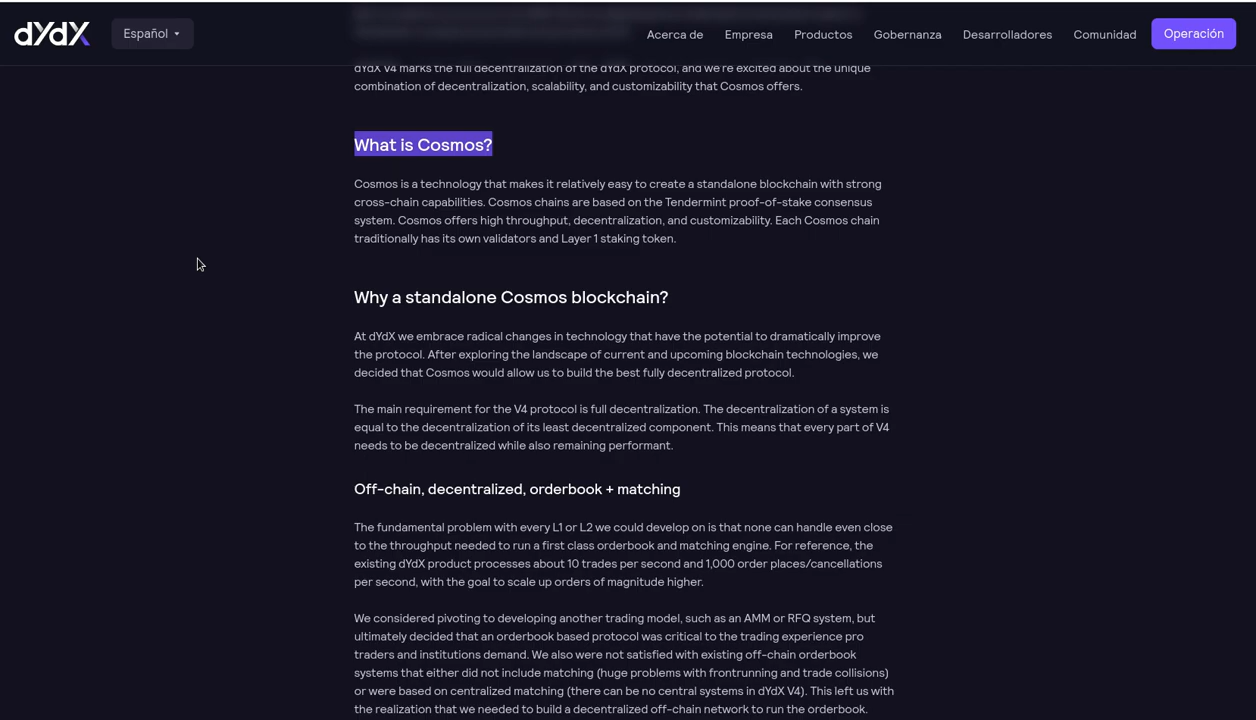 dYdX
Español
Acerca de
Empresa
Productos
Gobernanza
Desarrolladores
Comunidad
Operación
dYdX V4 marks the full decentralization of the dYdX protocol, and we're excited about the unique
combination of decentralization, scalability, and customizability that Cosmos offers.
What is Cosmos?
Cosmos is a technology that makes it relatively easy to create a standalone blockchain with strong
cross-chain capabilities. Cosmos chains are based on the Tendermint proof-of-stake consensus
system. Cosmos offers high throughput, decentralization, and customizability. Each Cosmos chain
traditionally has its own validators and Layer 1 staking token.
Why a standalone Cosmos blockchain?
At dYdX we embrace radical changes in technology that have the potential to dramatically improve
the protocol. After exploring the landscape of current and upcoming blockchain technologies, we
decided that Cosmos would allow us to build the best fully decentralized protocol.
The main requirement for the V4 protocol is full decentralization. The decentralization of a system is
equal to the decentralization of its least decentralized component. This means that every part of V4
needs to be decentralized while also remaining performant.
Off-chain, decentralized, orderbook + matching
The fundamental problem with every L1 or L2 we could develop on is that none can handle even close
to the throughput needed to run a first class orderbook and matching engine. For reference, the
existing dYdX product processes about 10 trades per second and 1,000 order places/cancellations
per second, with the goal to scale up orders of magnitude higher.
We considered pivoting to developing another trading model, such as an AMM or RFQ system, but
ultimately decided that an orderbook based protocol was critical to the trading experience pro
traders and institutions demand. We also were not satisfied with existing off-chain orderbook
systems that either did not include matching (huge problems with frontrunning and trade collisions)
or were based on centralized matching (there can be no central systems in dYdX V4). This left us with
the realization that we needed to build a decentralized off-chain network to run the orderbook.